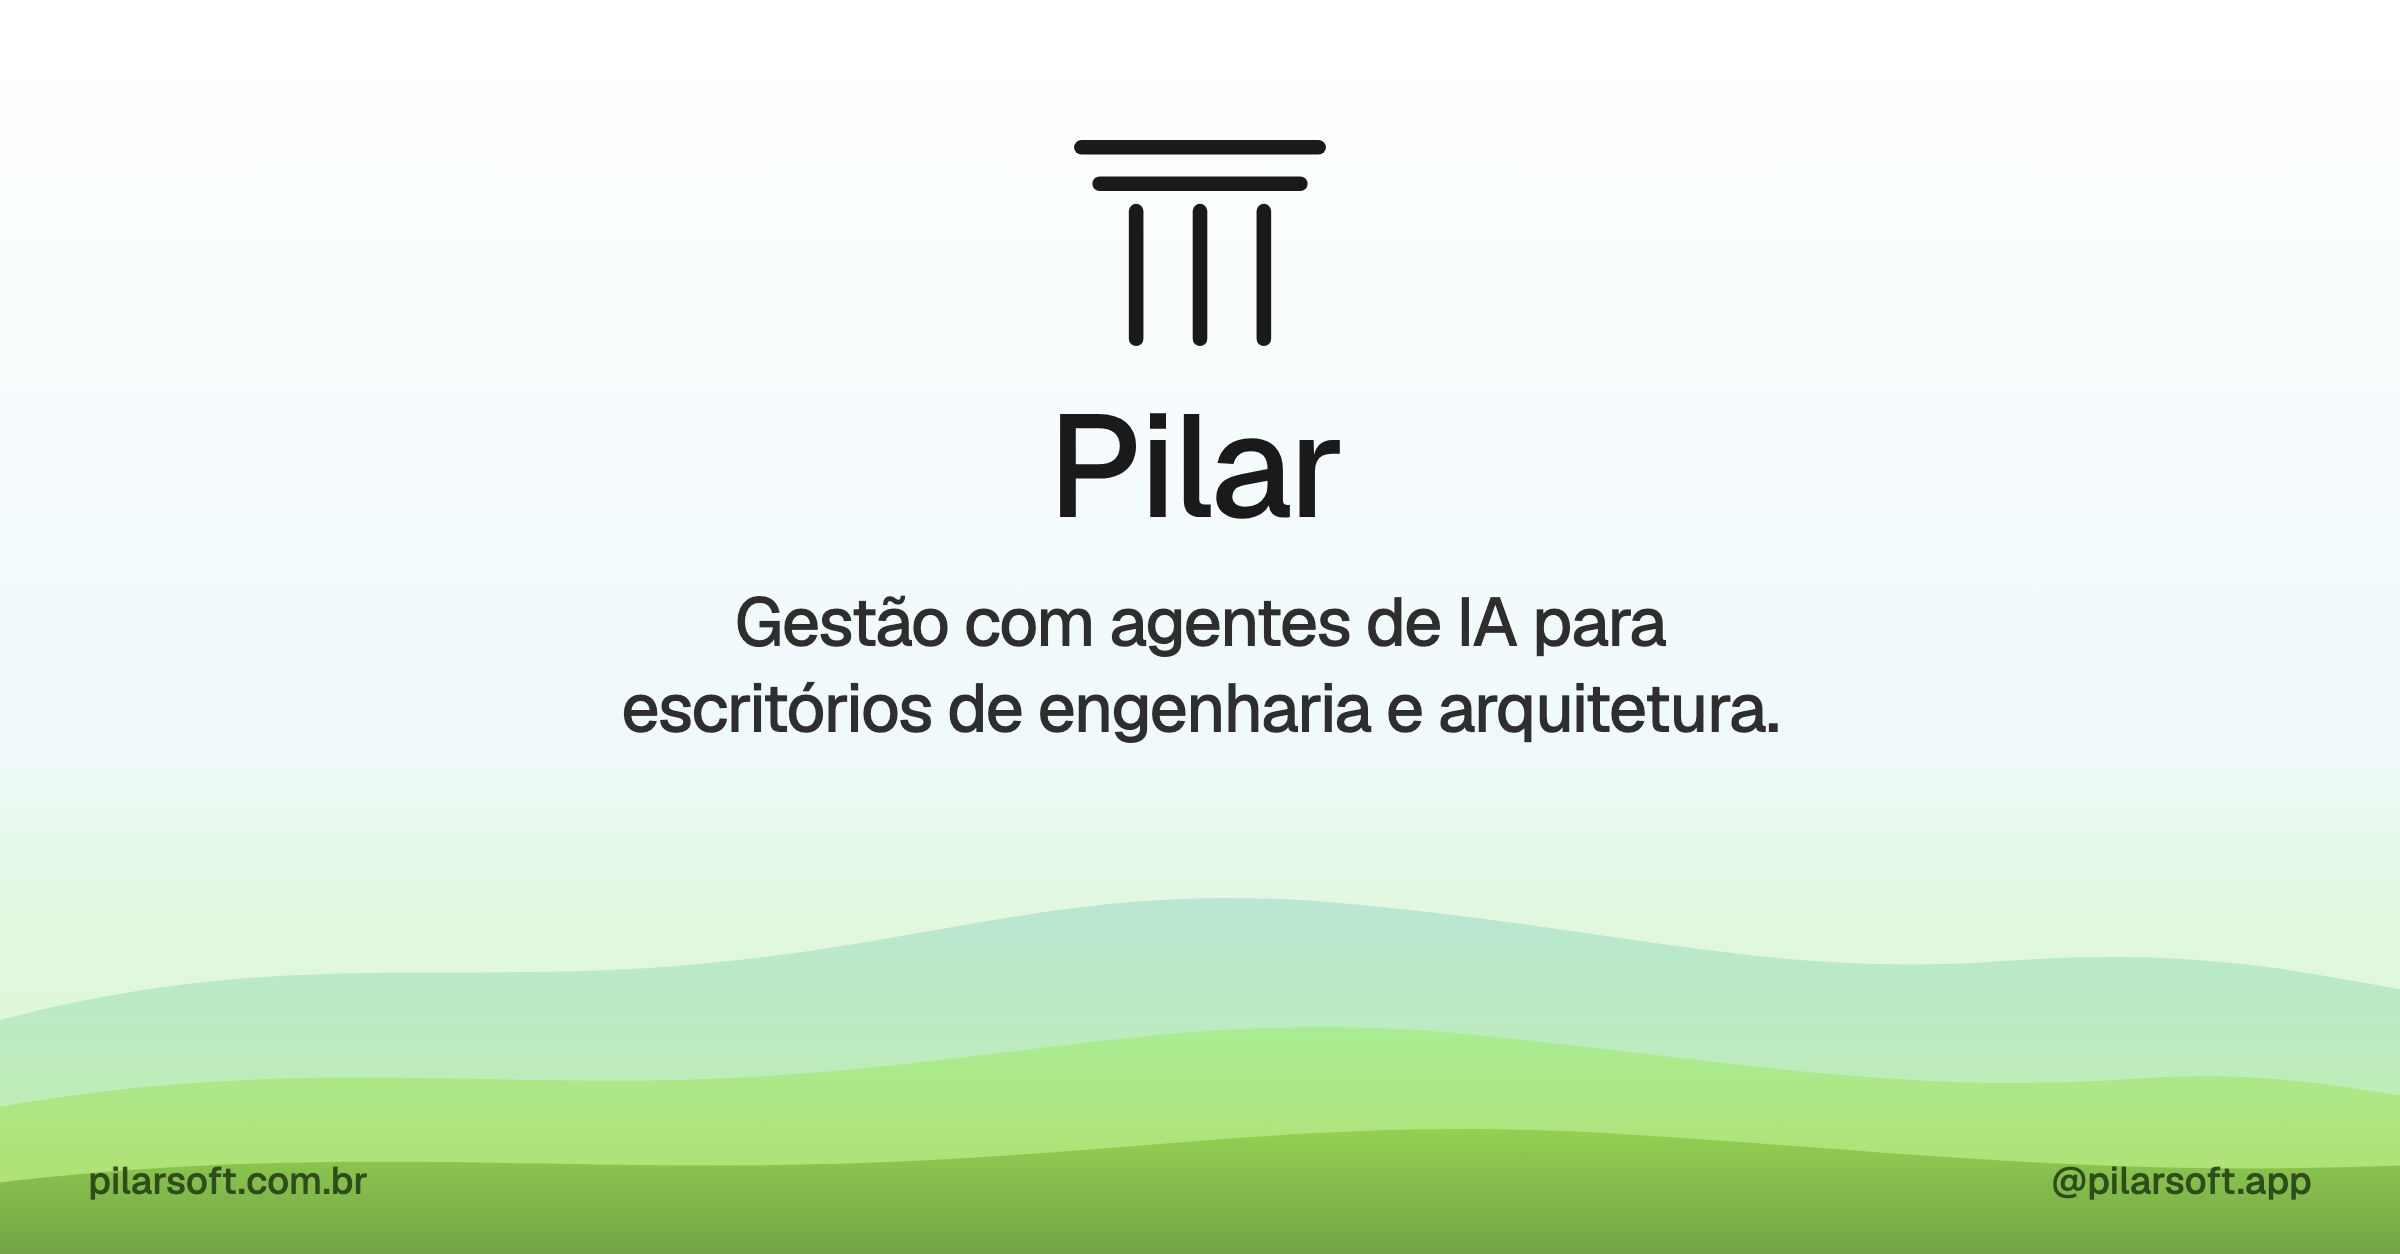 Pilar
Gestão com agentes de IA para
escritórios de engenharia e arquitetura.
pilarsoft.com.br
@pilarsoft.app